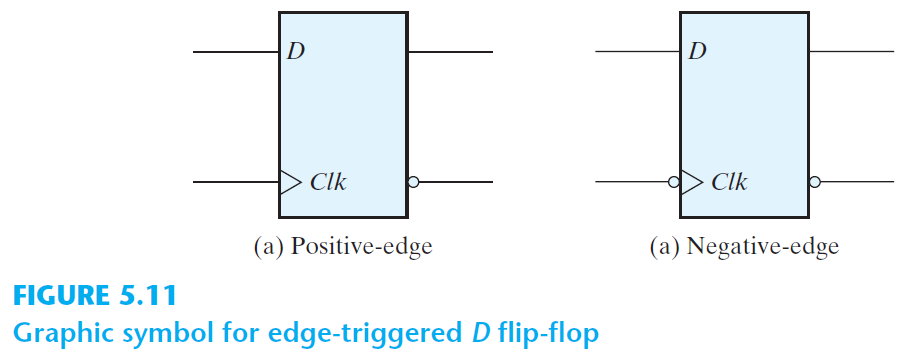 D
D
Clk
Clk
(a) Positive-edge
(a) Negative-edge
FIGURE 5.11
Graphic symbol for edge-triggered D flip-flop